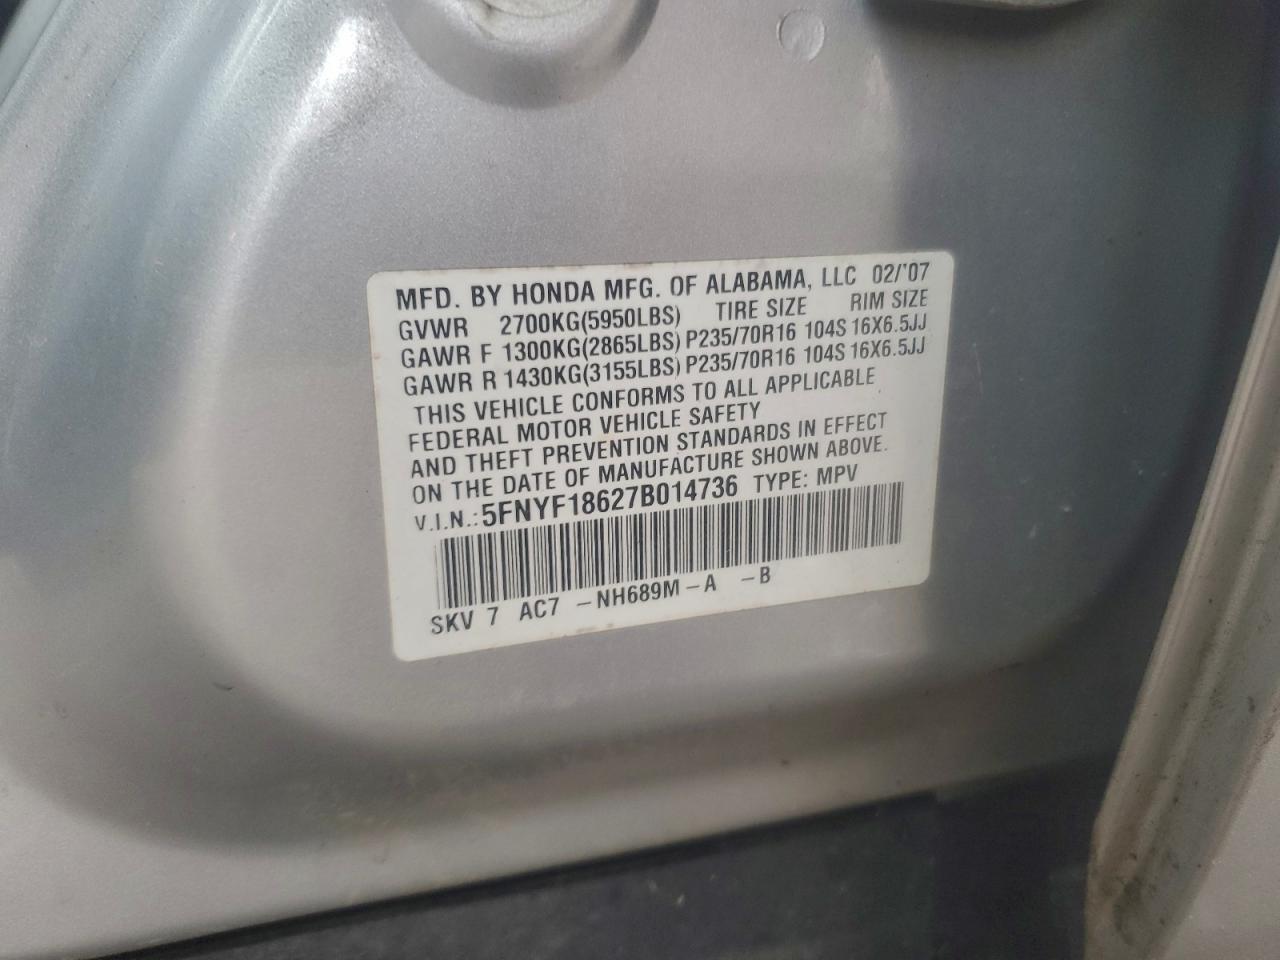 MFD. BY HONDA MFG. OF ALABAMA, LLC 02/'07
GVWR 2700KG(5950LBS) TIRE SIZE RIM SIZE
GAWR F 1300KG(2865LBS) P235/70R16 104S 16X6.5JJ
GAWR R 1430KG(3155LBS) P235/70R16 104S 16X6.5JJ
THIS VEHICLE CONFORMS TO ALL APPLICABLE
FEDERAL MOTOR VEHICLE SAFETY
AND THEFT PREVENTION STANDARDS IN EFFECT
ON THE DATE OF MANUFACTURE SHOWN ABOVE.
V.I.N.: 5FNYF18627B014736 TYPE: MPV
SKV 7 AC7 -NH689M-A -B